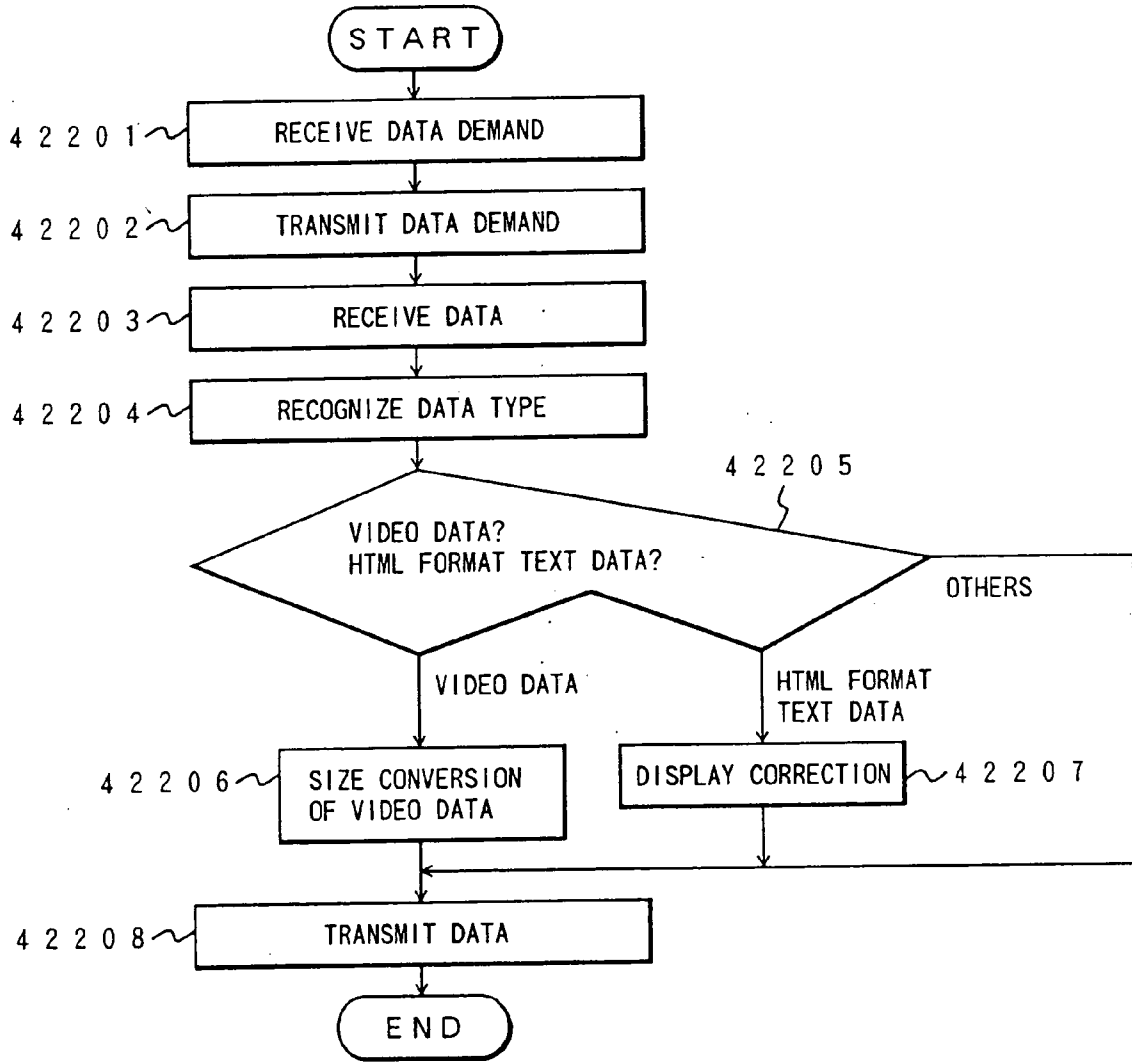 START
42201
RECEIVE DATA DEMAND
42202
TRANSMIT DATA DEMAND
42203
RECEIVE DATA
42204
RECOGNIZE DATA TYPE
42205
VIDEO DATA?
HTML FORMAT TEXT DATA?
OTHERS
VIDEO DATA
HTML FORMAT
TEXT DATA
42206
SIZE CONVERSION
OF VIDEO DATA
DISPLAY CORRECTION
42207
42208
TRANSMIT DATA
END